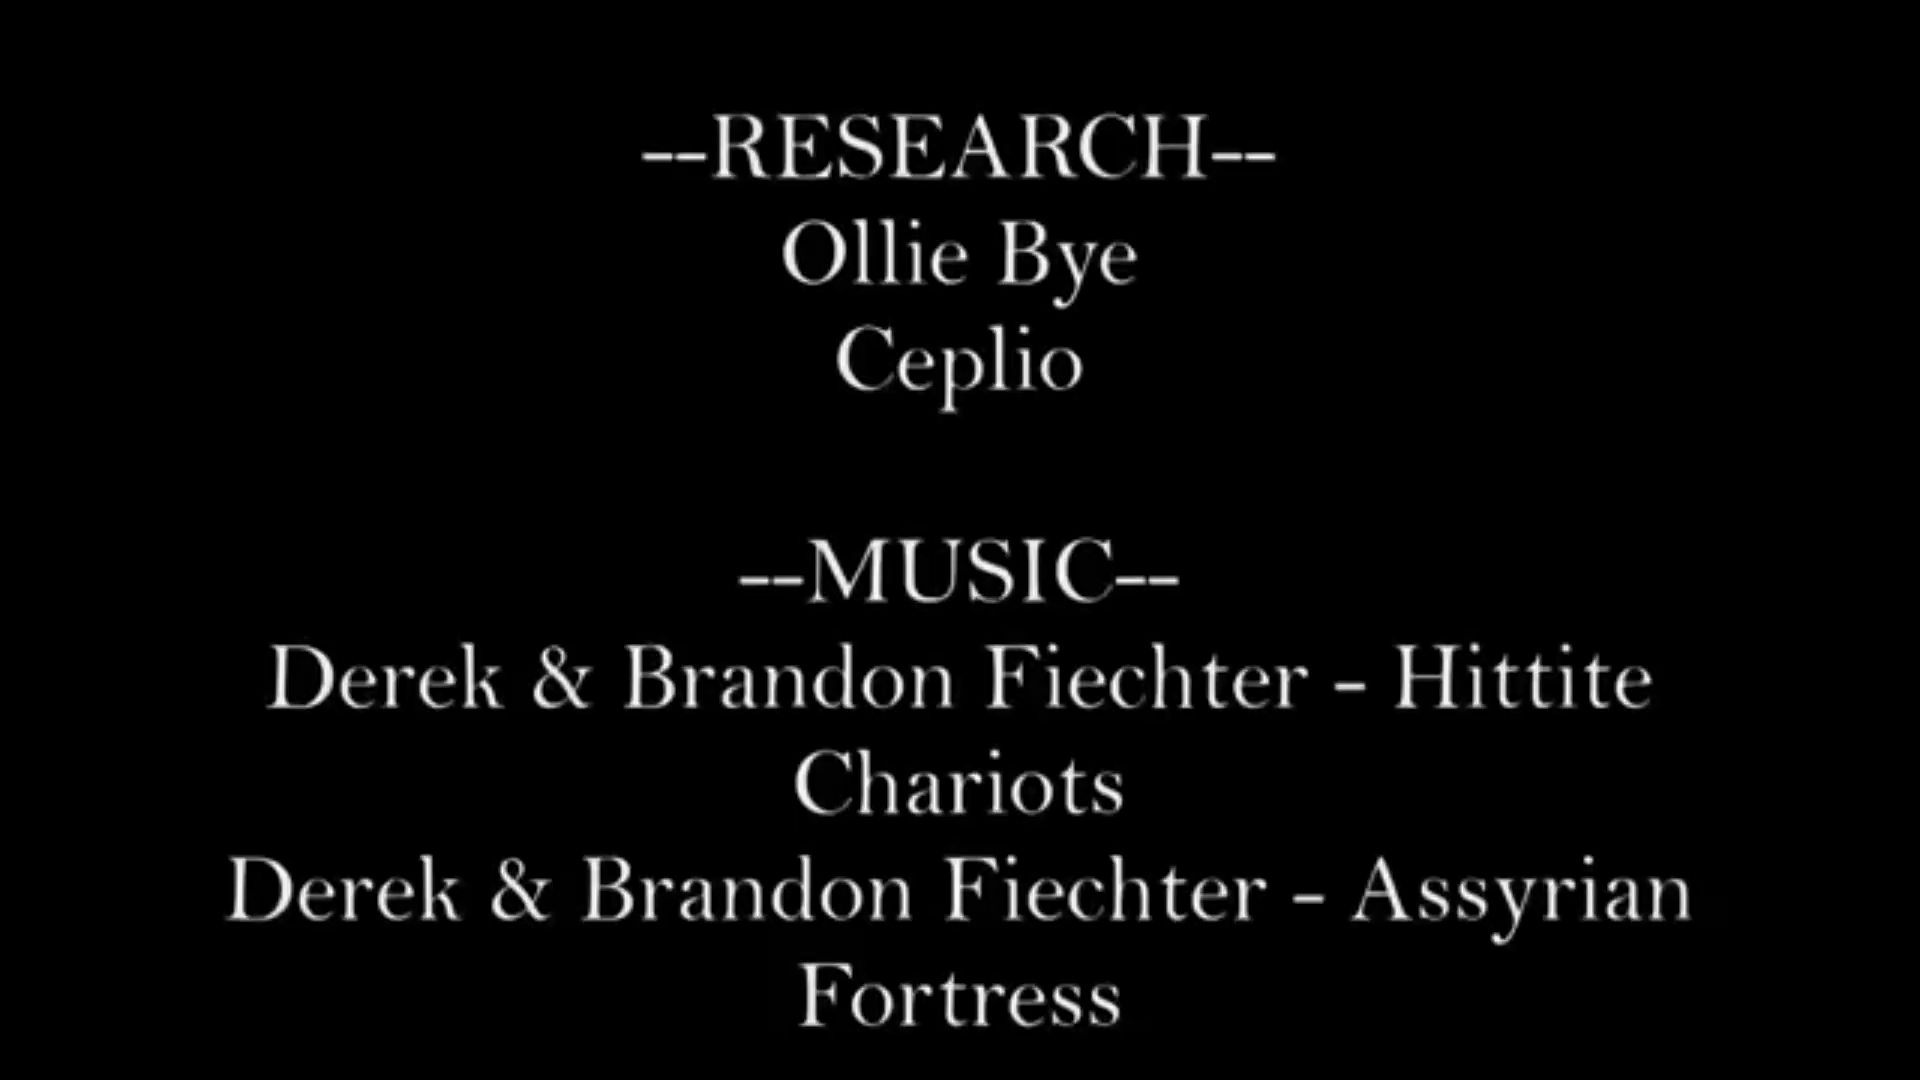 --RESEARCH--
Ollie Bye
Ceplio
--MUSIC--
Derek & Brandon Fiechter - Hittite
Chariots
Derek & Brandon Fiechter - Assyrian
Fortress